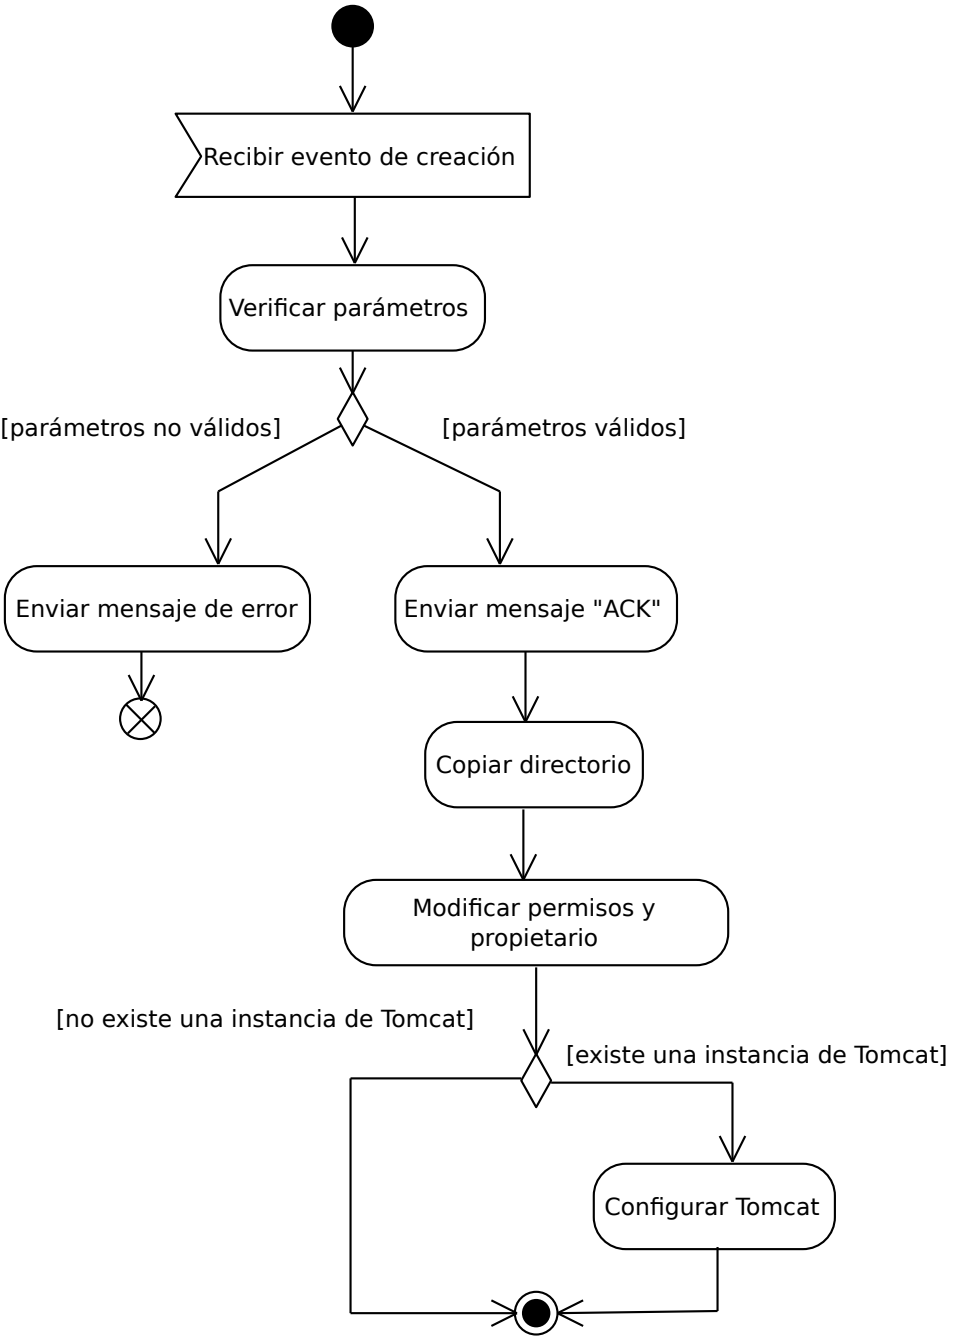 Recibir evento de creación
Verificar parámetros
[parámetros no válidos]
[parámetros válidos]
Enviar mensaje de error
Enviar mensaje "ACK"
Copiar directorio
Modificar permisos y
propietario
[no existe una instancia de Tomcat]
[existe una instancia de Tomcat]
Configurar Tomcat